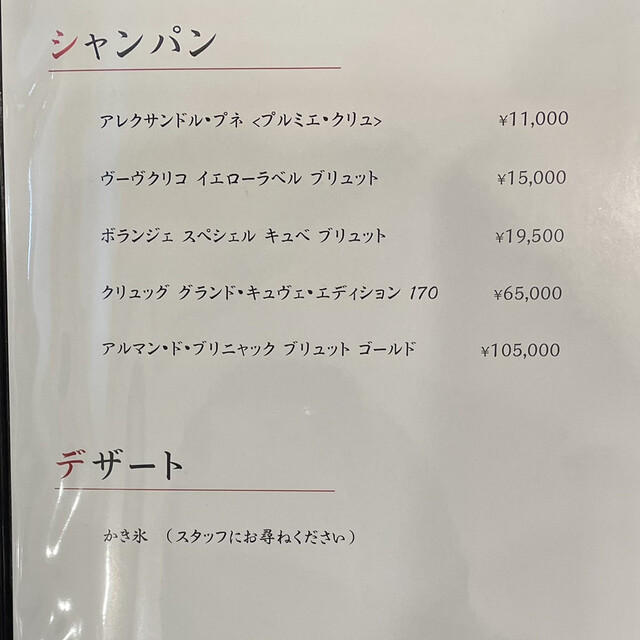 シャンパン
アレクサンドル・プネ <プルミエ・クリュ> ¥11,000
ヴーヴクリコ イエローラベル ブリュット ¥15,000
ボランジェ スペシェル キュベ ブリュット ¥19,500
クリュッグ グランド・キュヴェ・エディション 170 ¥65,000
アルマン・ド・ブリニャック ブリュット ゴールド ¥105,000
デザート
かき氷 (スタッフにお尋ねください)